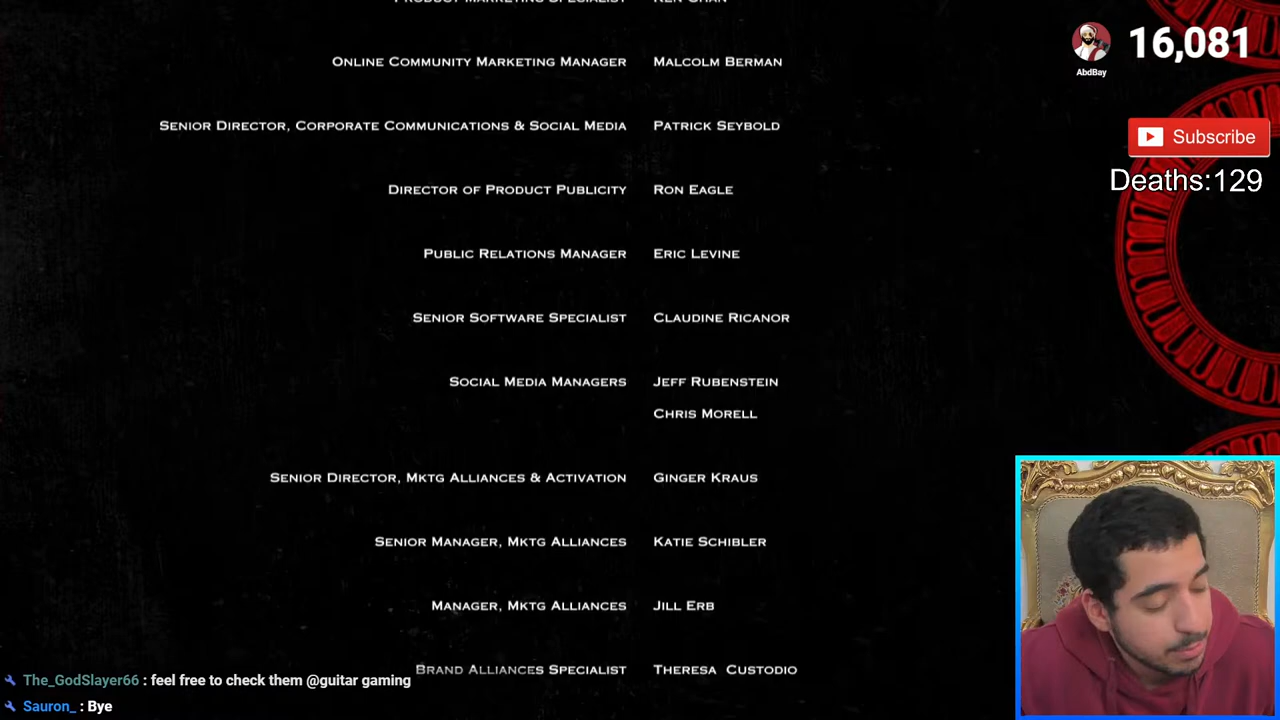 16,081
AbdBay
Online Community Marketing Manager Malcolm Berman
Senior Director, Corporate Communications & Social Media Patrick Seybold
Subscribe
Deaths:129
Director of Product Publicity Ron Eagle
Public Relations Manager Eric Levine
Senior Software Specialist Claudine Ricanor
Social Media Managers Jeff Rubenstein
Chris Morell
Senior Director, Mktg Alliances & Activation Ginger Kraus
Senior Manager, Mktg Alliances Katie Schibler
Manager, Mktg Alliances Jill Erb
Brand Alliances Specialist Theresa Custodio
The_GodSlayer66 : feel free to check them @guitar gaming
Sauron_ : Bye